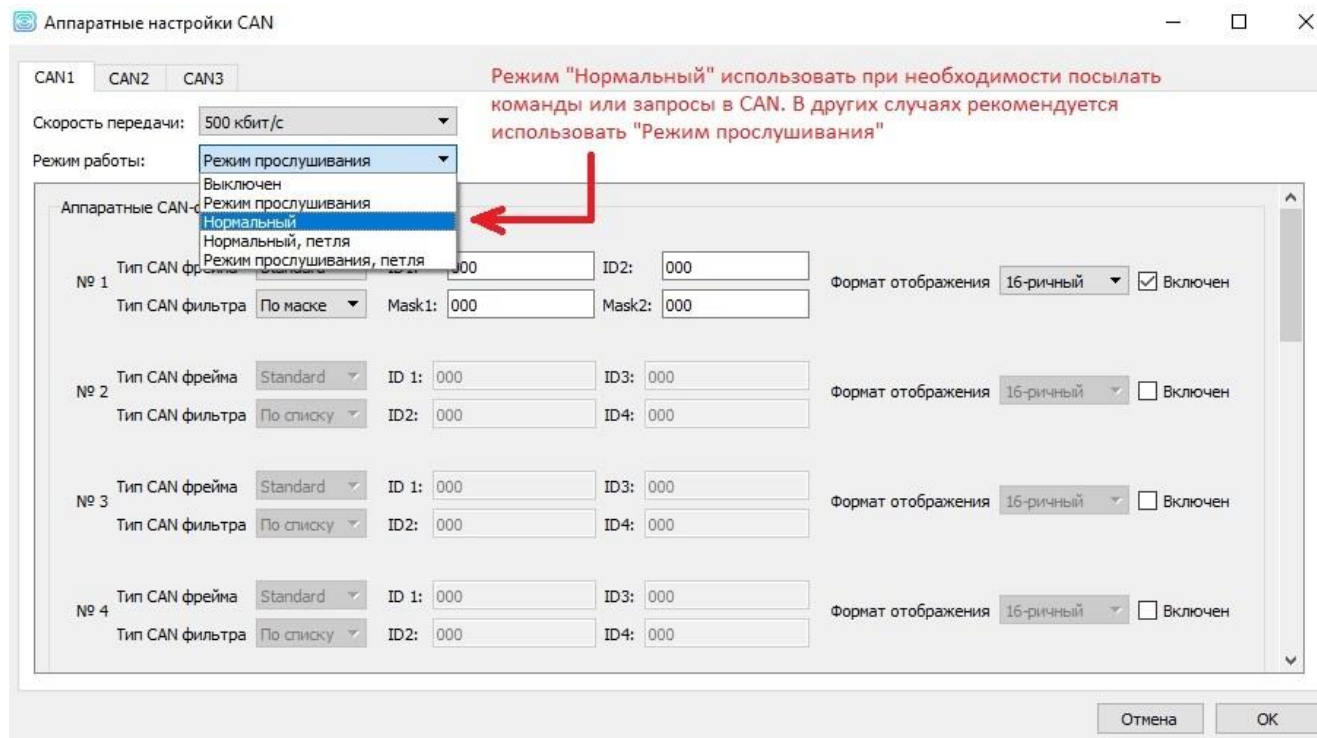 Аппаратные настройки CAN
CAN1 CAN2 CAN3
Режим "Нормальный" использовать при необходимости посылать
команды или запросы в CAN. В других случаях рекомендуется
использовать "Режим прослушивания"
Скорость передачи: 500 кбит/с
Режим работы: Режим прослушивания
Выключен
Режим прослушивания
Нормальный
Нормальный, петля
Режим прослушивания, петля
Аппаратные CAN-
№ 1
Тип CAN 000 ID2: 000
Тип CAN фильтра По маске Mask1: 000 Mask2: 000
Формат отображения 16-ричный Включен
№ 2
Тип CAN фрейма Standard ID 1: 000 ID3: 000
Тип CAN фильтра По списку ID2: 000 ID4: 000
Формат отображения 16-ричный Включен
№ 3
Тип CAN фрейма Standard ID 1: 000 ID3: 000
Тип CAN фильтра По списку ID2: 000 ID4: 000
Формат отображения 16-ричный Включен
№ 4
Тип CAN фрейма Standard ID 1: 000 ID3: 000
Тип CAN фильтра По списку ID2: 000 ID4: 000
Формат отображения 16-ричный Включен
Отмена OK